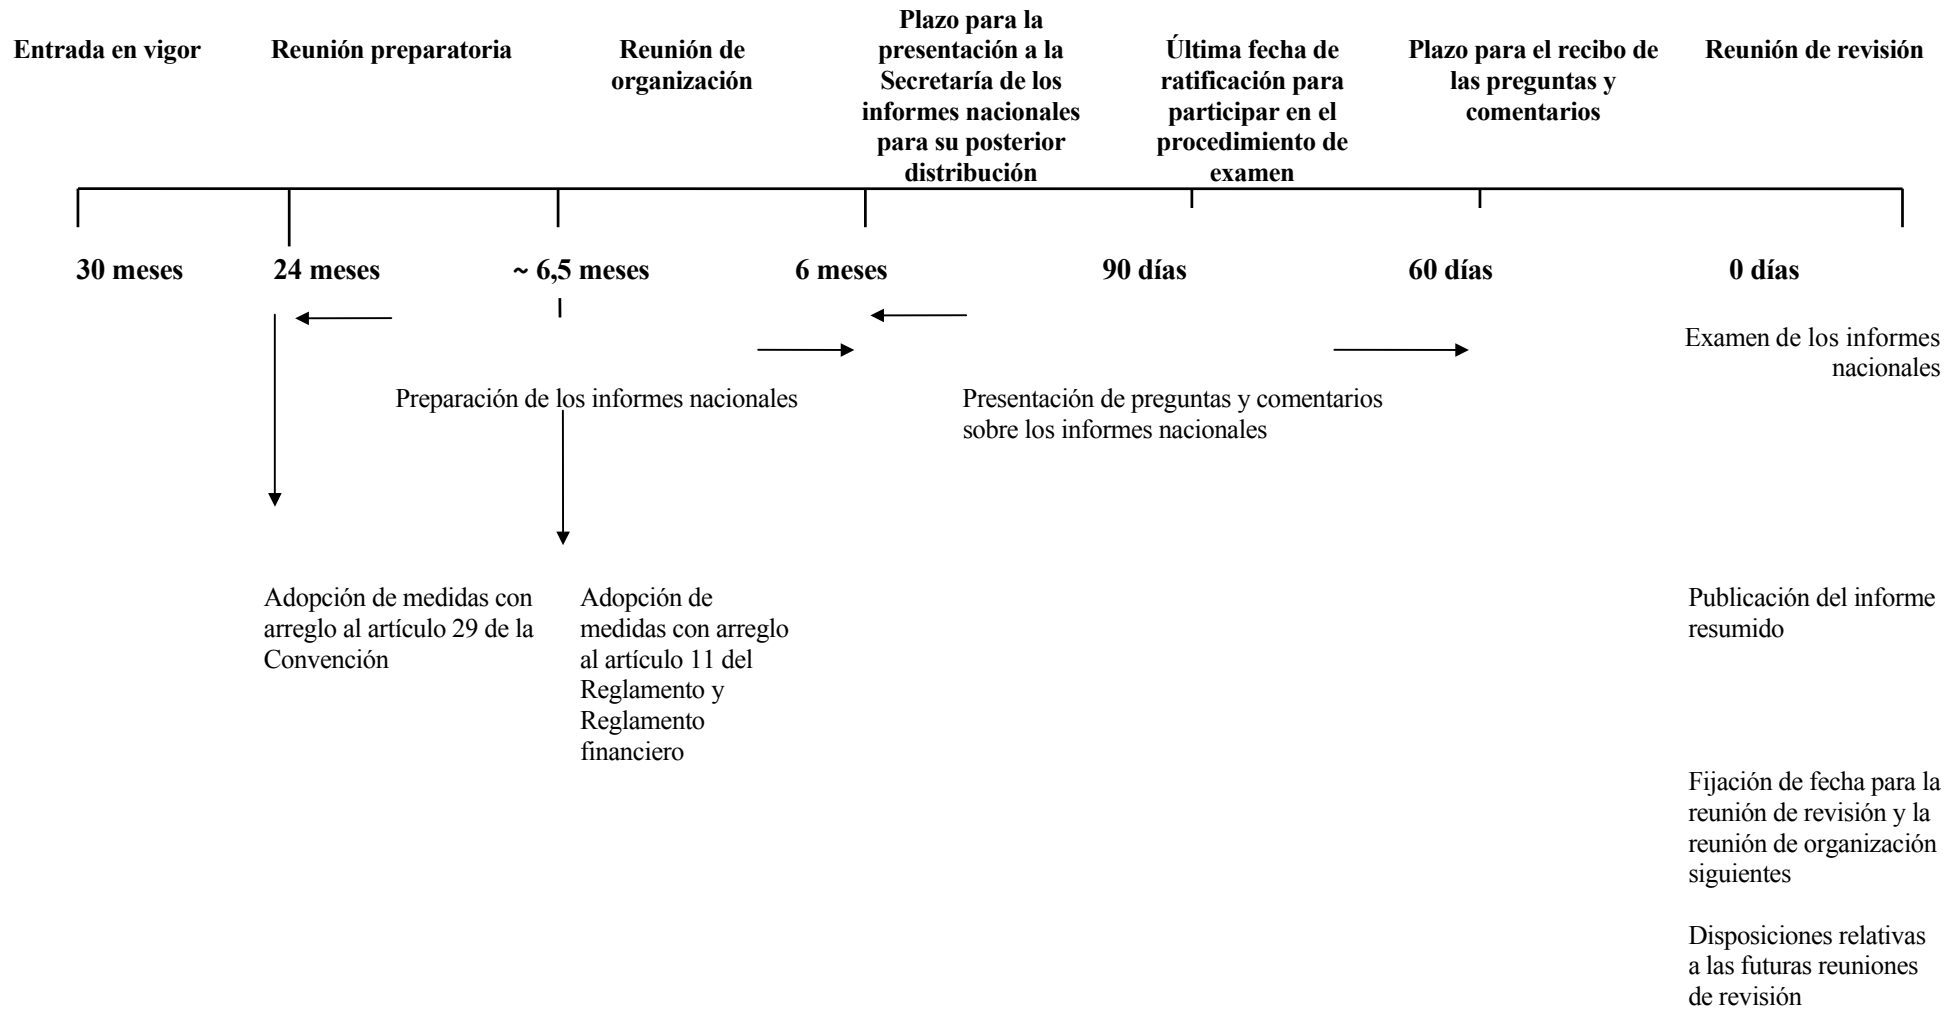 Entrada en vigor
Reunión preparatoria
Reunión de
organización
Plazo para la
presentación a la
Secretaría de los
informes nacionales
para su posterior
distribución
Última fecha de
ratificación para
participar en el
procedimiento de
examen
Plazo para el recibo de
las preguntas y
comentarios
Reunión de revisión
30 meses
24 meses
~ 6,5 meses
6 meses
90 días
60 días
0 días
Preparación de los informes nacionales
Presentación de preguntas y comentarios
sobre los informes nacionales
Examen de los informes
nacionales
Adopción de medidas con
arreglo al artículo 29 de la
Convención
Adopción de
medidas con arreglo
al artículo 11 del
Reglamento y
Reglamento
financiero
Publicación del informe
resumido
Fijación de fecha para la
reunión de revisión y la
reunión de organización
siguientes
Disposiciones relativas
a las futuras reuniones
de revisión